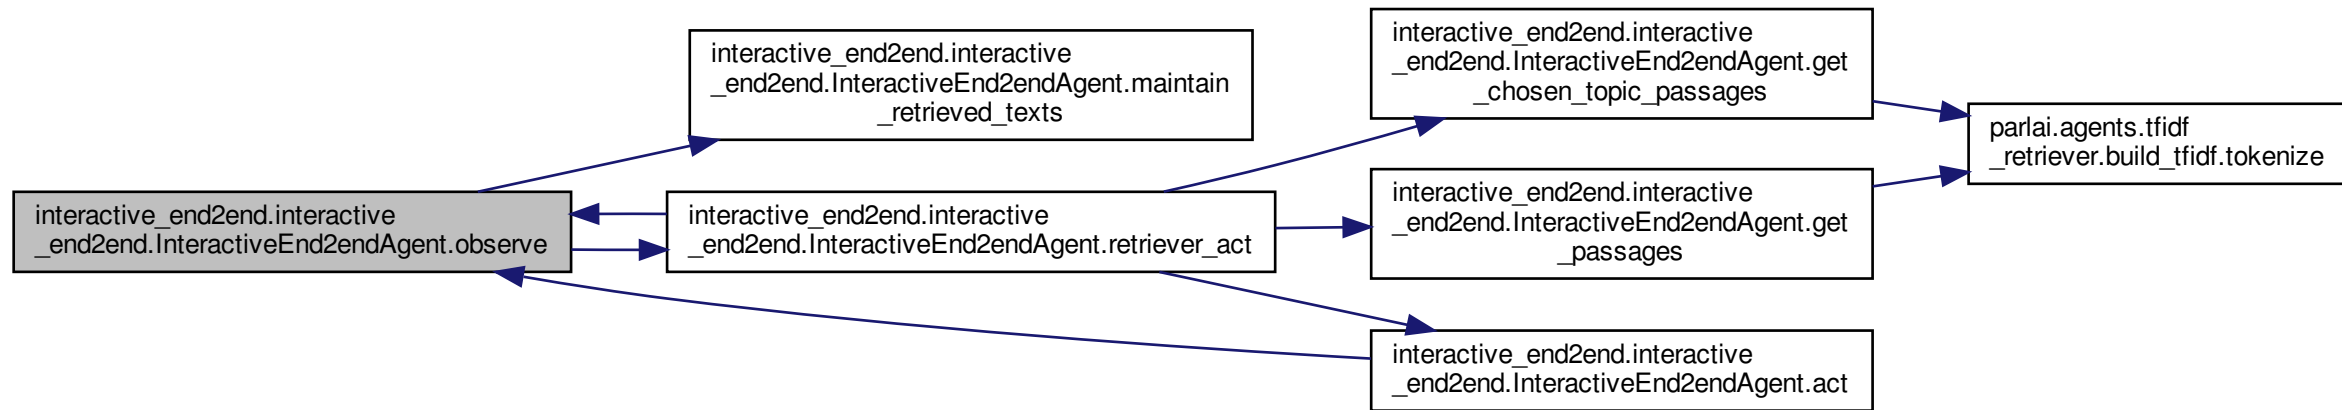 interactive_end2end.interactive
_end2end.InteractiveEnd2endAgent.observe
interactive_end2end.interactive
_end2end.InteractiveEnd2endAgent.maintain
_retrieved_texts
interactive_end2end.interactive
_end2end.InteractiveEnd2endAgent.retriever_act
interactive_end2end.interactive
_end2end.InteractiveEnd2endAgent.get
_chosen_topic_passages
interactive_end2end.interactive
_end2end.InteractiveEnd2endAgent.get
_passages
interactive_end2end.interactive
_end2end.InteractiveEnd2endAgent.act
parlai.agents.tfidf
_retriever.build_tfidf.tokenize